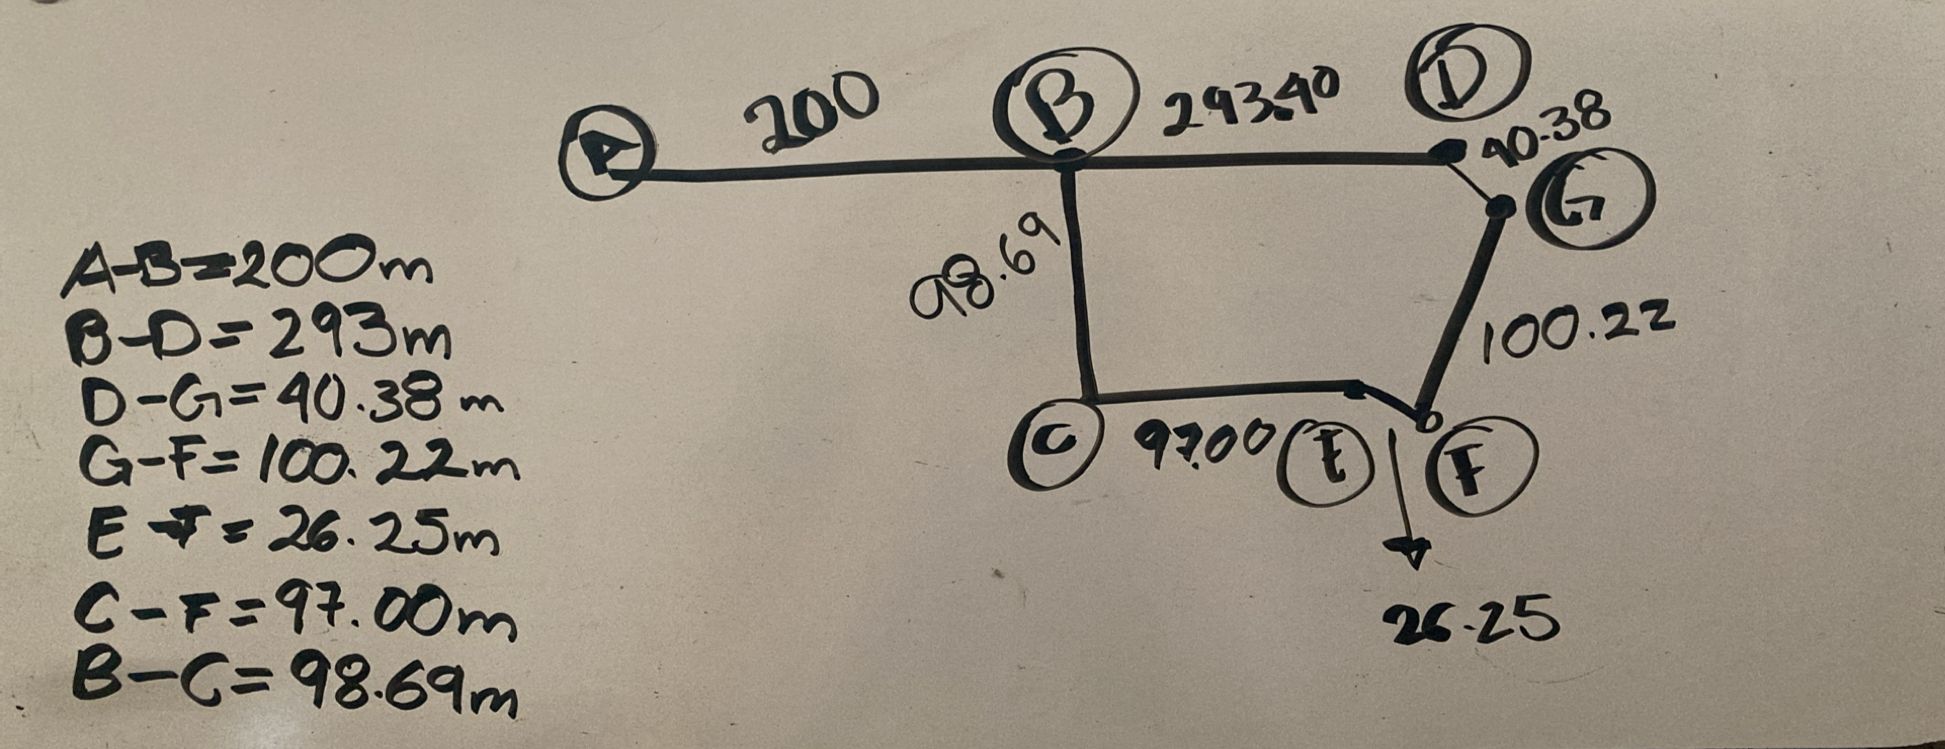 A 200 B 293.40 D
40.38
G
98.69
100.22
C 97.00 E F
26.25
A-B=200m
B-D=293m
D-G=40.38m
G-F=100.22m
E-F=26.25m
C-F=97.00m
B-C=98.69m